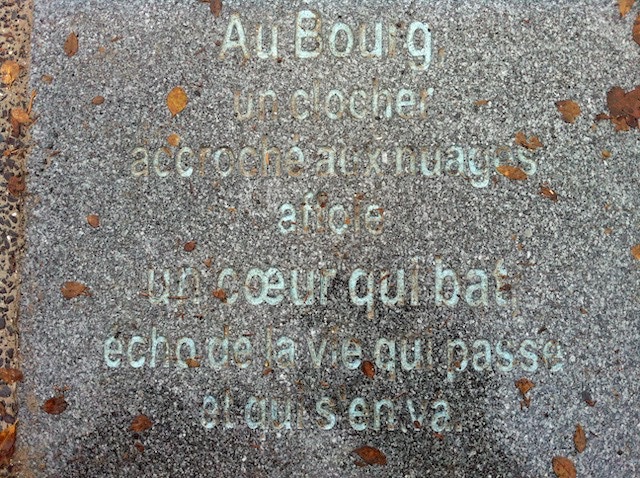 Au Bourg,
un clocher
accroché aux nuages
affole
un cœur qui bat,
écho de la vie qui passe
et qui s'en va.